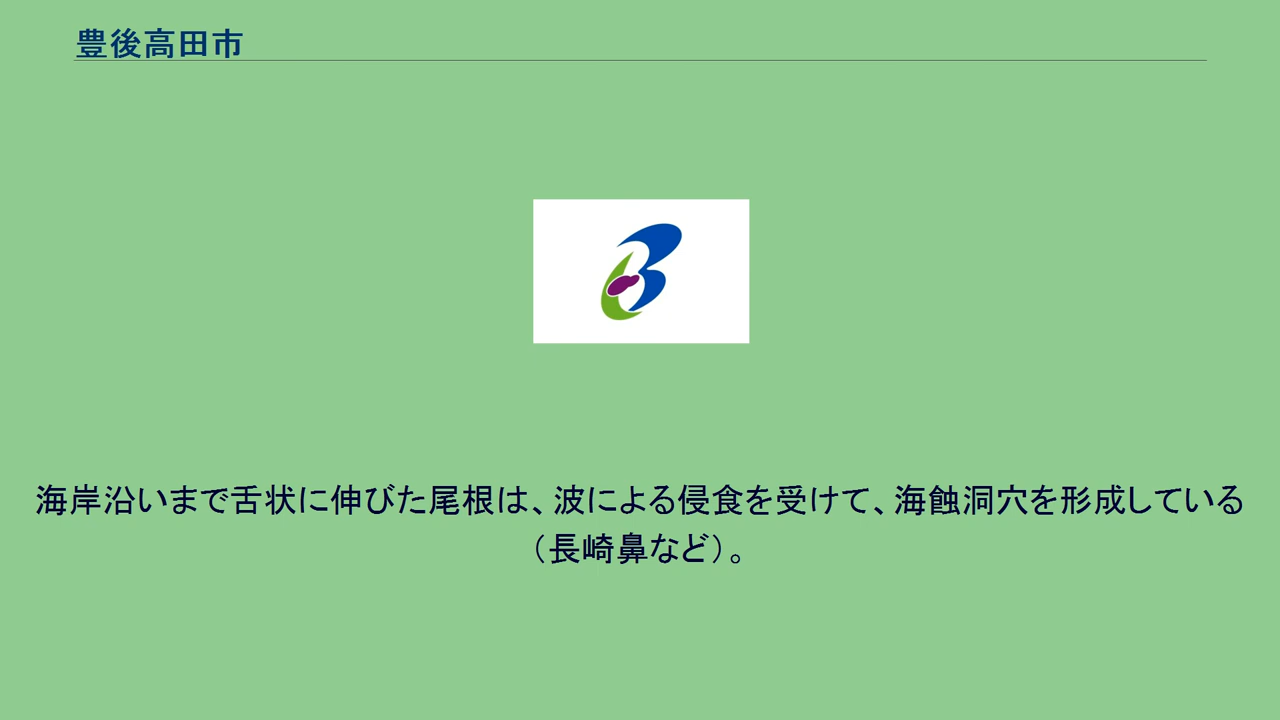 豊後高田市
海岸沿いまで舌状に伸びた尾根は、波による侵食を受けて、海蝕洞穴を形成している
（長崎鼻など）。